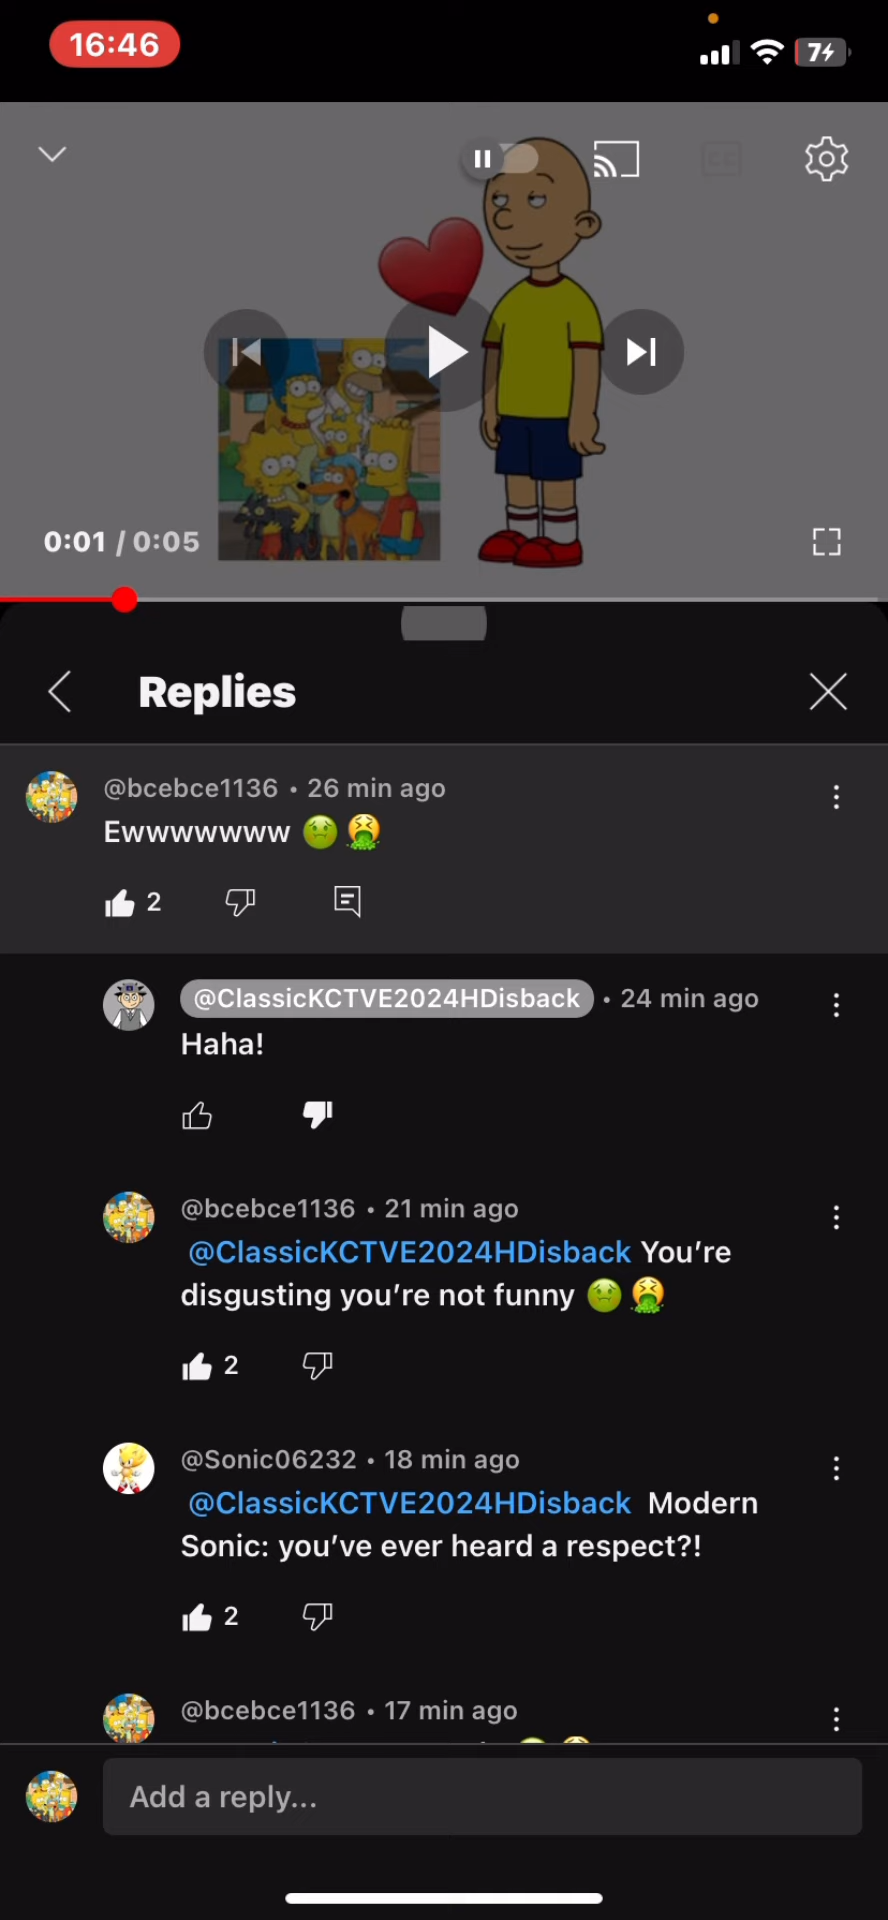 16:46
7
CC
0:01 / 0:05
Replies
@bcebce1136 • 26 min ago
Ewwwwwww 🤢 🤮
2
@ClassicKCTVE2024HDisback • 24 min ago
Haha!
@bcebce1136 • 21 min ago
@ClassicKCTVE2024HDisback You’re
disgusting you’re not funny 🤢 🤮
2
@Sonic06232 • 18 min ago
@ClassicKCTVE2024HDisback Modern
Sonic: you’ve ever heard a respect?!
2
@bcebce1136 • 17 min ago
Add a reply...